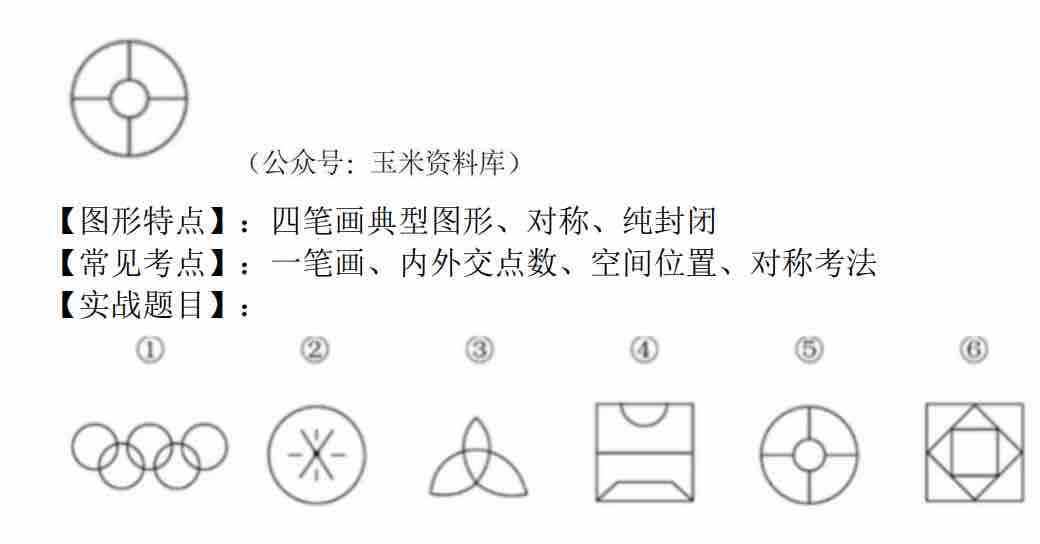 （公众号：玉米资料库）
【图形特点】：四笔画典型图形、对称、纯封闭
【常见考点】：一笔画、内外交点数、空间位置、对称考法
【实战题目】：
① ② ③ ④ ⑤ ⑥